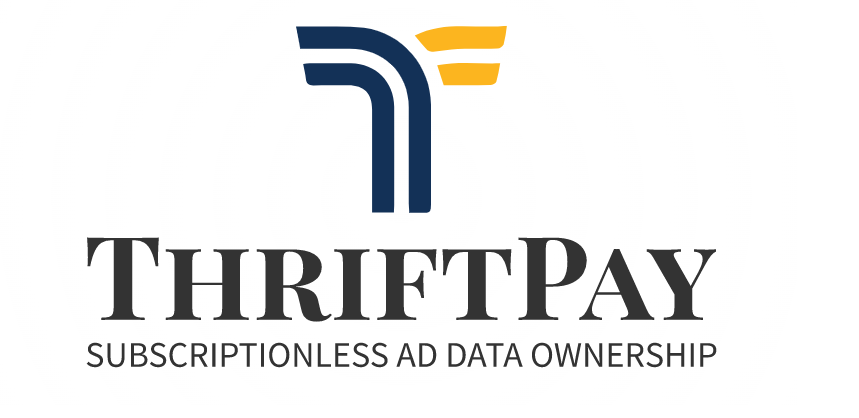 ThriftPay
SUBSCRIPTIONLESS AD DATA OWNERSHIP